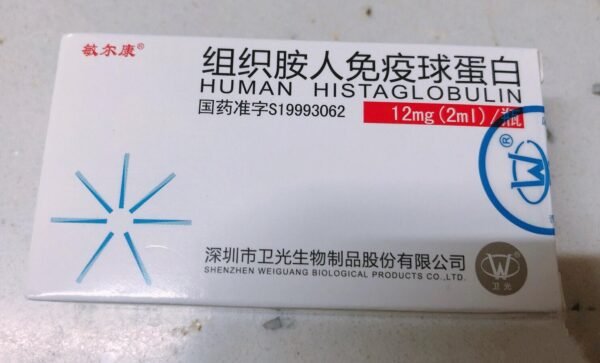 敏尔康®
组织胺人免疫球蛋白
HUMAN HISTAGLOBULIN
国药准字S19993062
12mg(2ml)/瓶
®
W
深圳市卫光生物制品股份有限公司
SHENZHEN WEIGUANG BIOLOGICAL PRODUCTS CO.,LTD.
W
卫光